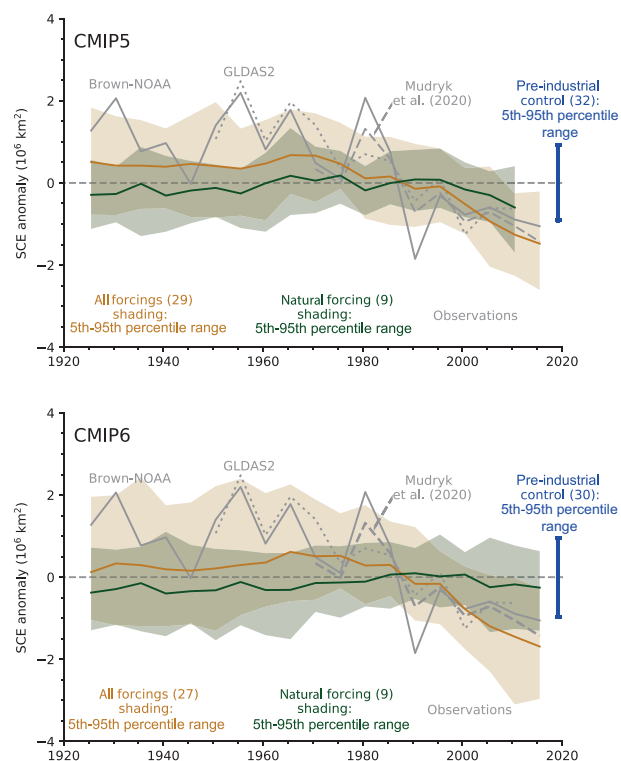 4
CMIP5
GLDAS2
Brown-NOAA
Mudryk
et al. (2020)
Pre-industrial
control (32):
5th-95th percentile
range
2
0
−2
−4
SCE anomaly (10⁶ km²)
All forcings (29)
shading:
5th-95th percentile range
Natural forcing (9)
shading:
5th-95th percentile range
Observations
1920
1940
1960
1980
2000
2020
4
CMIP6
GLDAS2
Brown-NOAA
Mudryk
et al. (2020)
Pre-industrial
control (30):
5th-95th percentile
range
2
0
−2
−4
SCE anomaly (10⁶ km²)
All forcings (27)
shading:
5th-95th percentile range
Natural forcing (9)
shading:
5th-95th percentile range
Observations
1920
1940
1960
1980
2000
2020